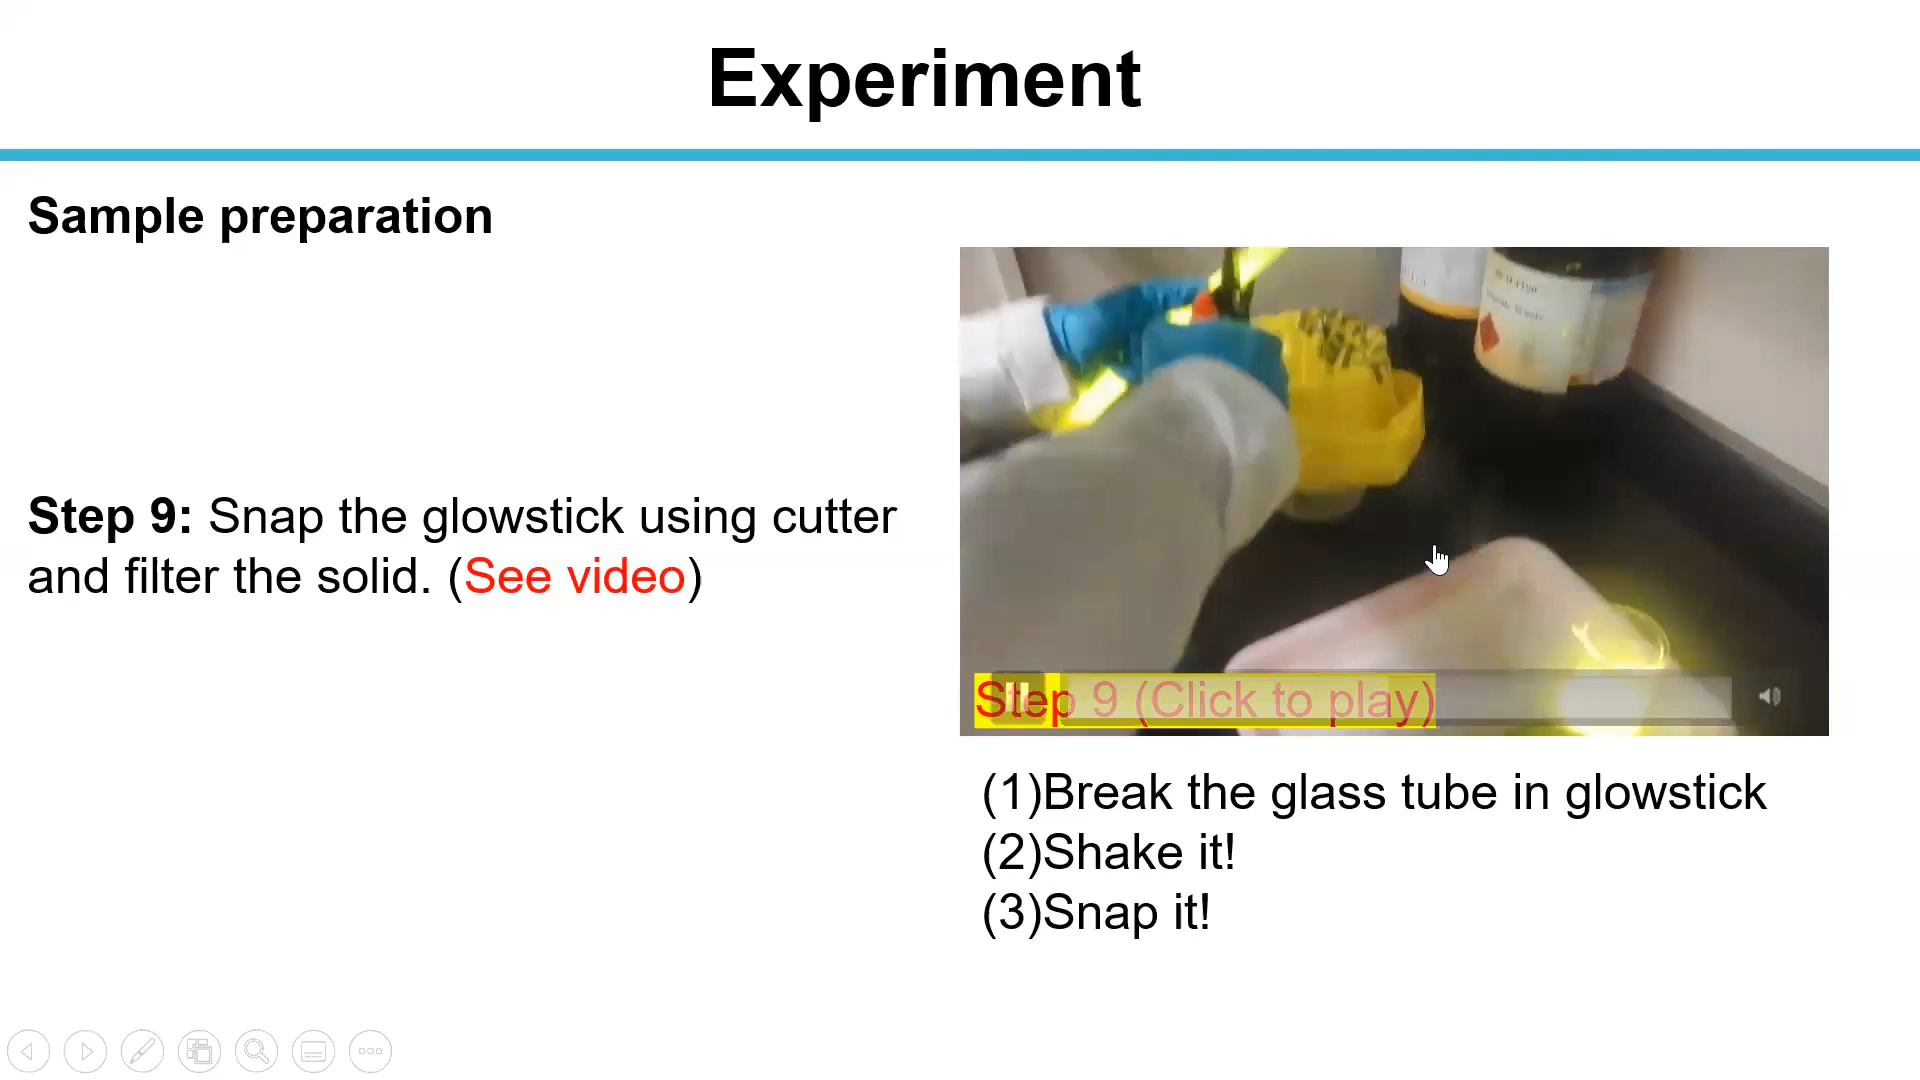 Experiment
Sample preparation
Step 9: Snap the glowstick using cutter
and filter the solid. (See video)
Step 9 (Click to play)
(1)Break the glass tube in glowstick
(2)Shake it!
(3)Snap it!